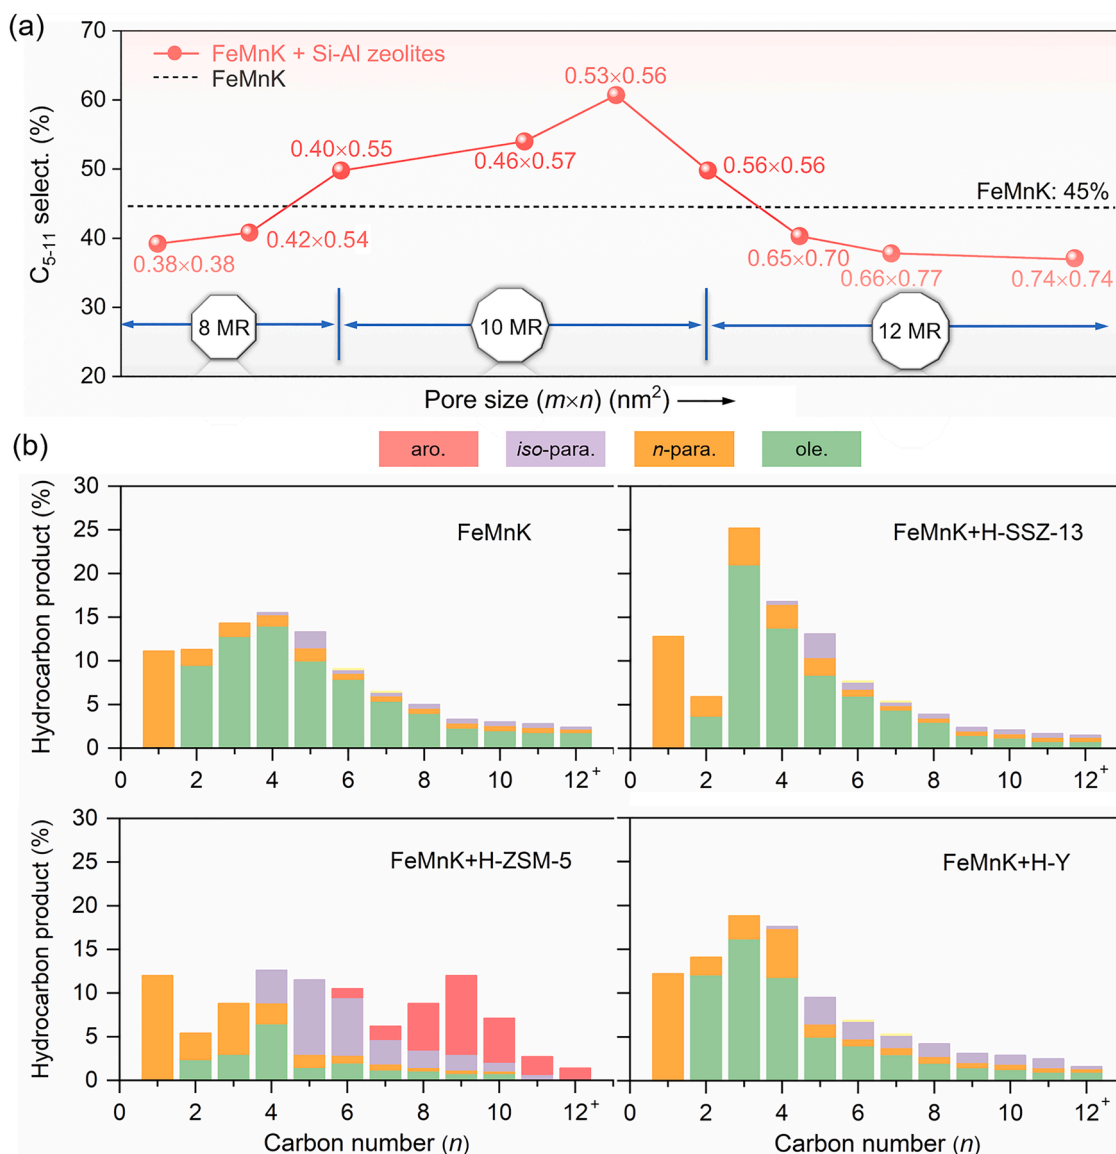 (a)
C5-11 select. (%)
70
60
50
40
30
20
FeMnK + Si-Al zeolites
FeMnK
0.53×0.56
0.40×0.55
0.46×0.57
0.56×0.56
FeMnK: 45%
0.42×0.54
0.38×0.38
0.65×0.70
0.66×0.77
0.74×0.74
8 MR
10 MR
12 MR
Pore size (m×n) (nm²)
(b)
aro.
iso-para.
n-para.
ole.
Hydrocarbon product (%)
30
25
20
15
10
5
0
FeMnK
0 2 4 6 8 10 12+
FeMnK+H-SSZ-13
0 2 4 6 8 10 12+
Hydrocarbon product (%)
30
25
20
15
10
5
0
FeMnK+H-ZSM-5
0 2 4 6 8 10 12+
Carbon number (n)
FeMnK+H-Y
0 2 4 6 8 10 12+
Carbon number (n)